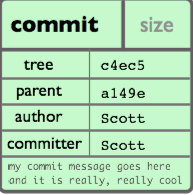 commit size
tree c4ec5
parent a149e
author Scott
committer Scott
my commit message goes here
and it is really, really cool